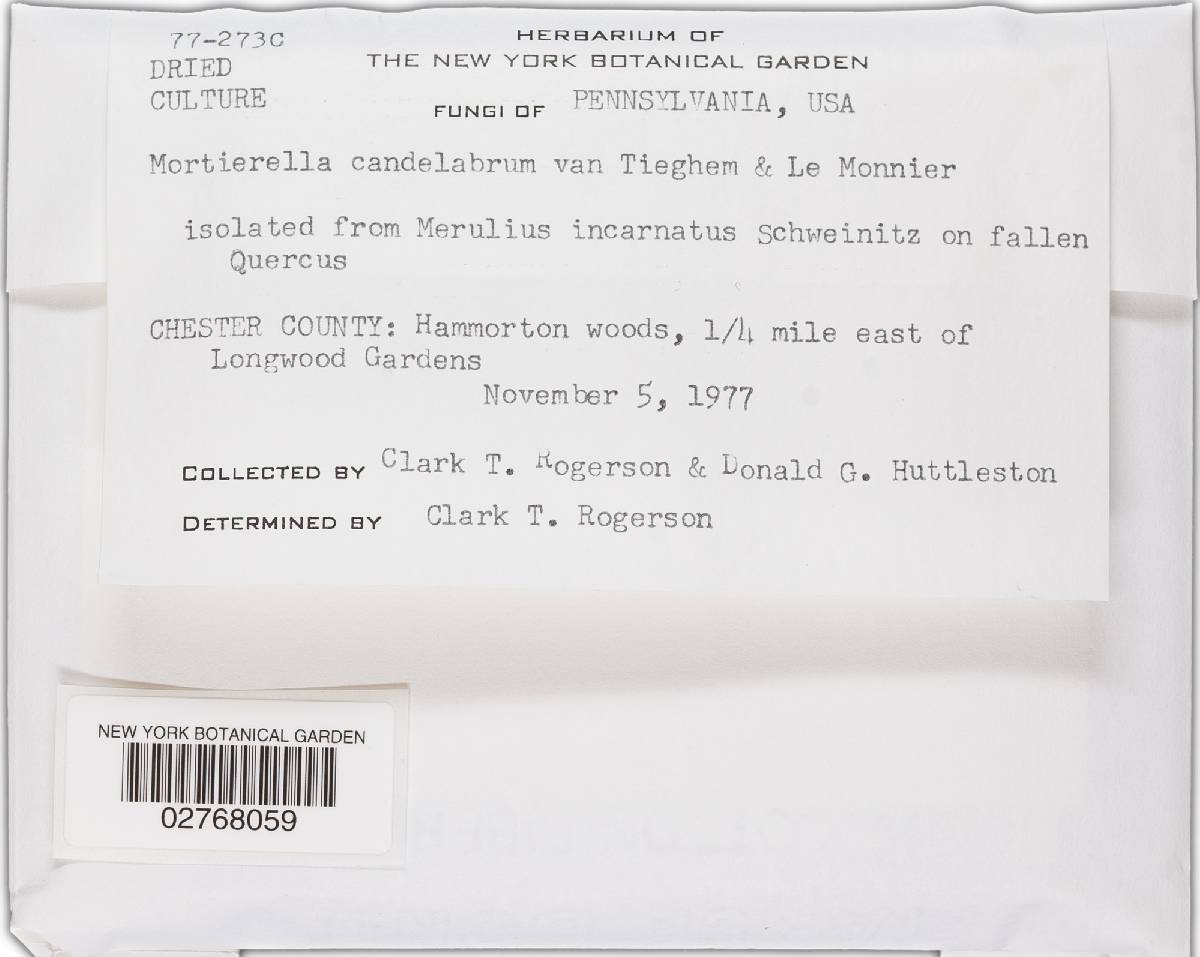 77-273C
HERBARIUM OF
DRIED
THE NEW YORK BOTANICAL GARDEN
CULTURE
FUNGI OF PENNSYLVANIA, USA
Mortierella candelabrum van Tieghem & Le Monnier
isolated from Merulius incarnatus Schweinitz on fallen
Quercus
CHESTER COUNTY: Hammorton woods, 1/4 mile east of
Longwood Gardens
November 5, 1977
COLLECTED BY Clark T. Rogerson & Donald G. Huttleston
DETERMINED BY Clark T. Rogerson
NEW YORK BOTANICAL GARDEN
02768059